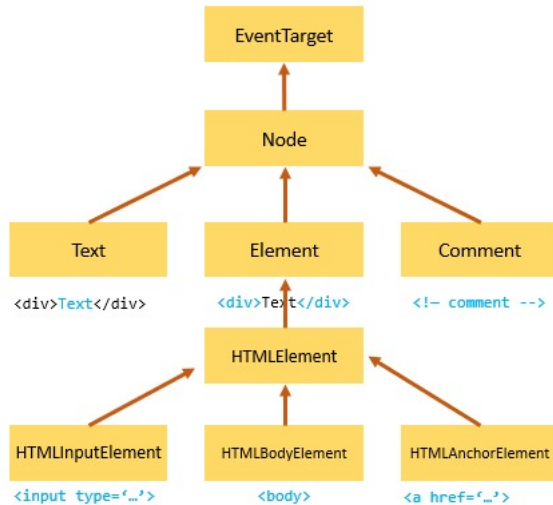 EventTarget
Node
Text Element Comment
<div>Text</div> <div>Text</div> <!— comment -->
HTMLElement
HTMLInputElement HTMLBodyElement HTMLAnchorElement
<input type=‘…’> <body> <a href=‘…’>